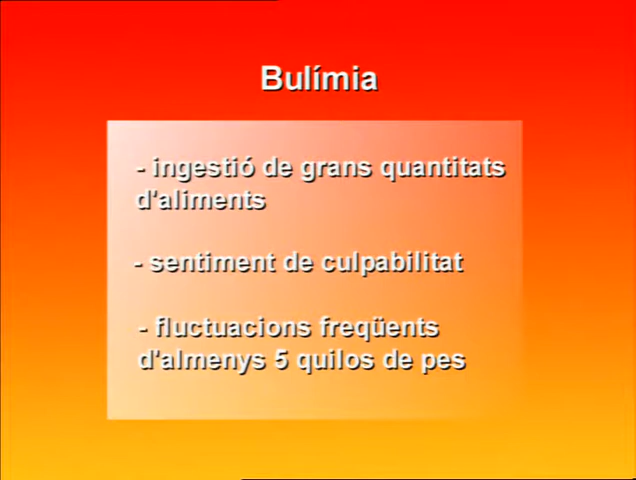 Bulímia
- ingestió de grans quantitats
d'aliments
- sentiment de culpabilitat
- fluctuacions freqüents
d'almenys 5 quilos de pes